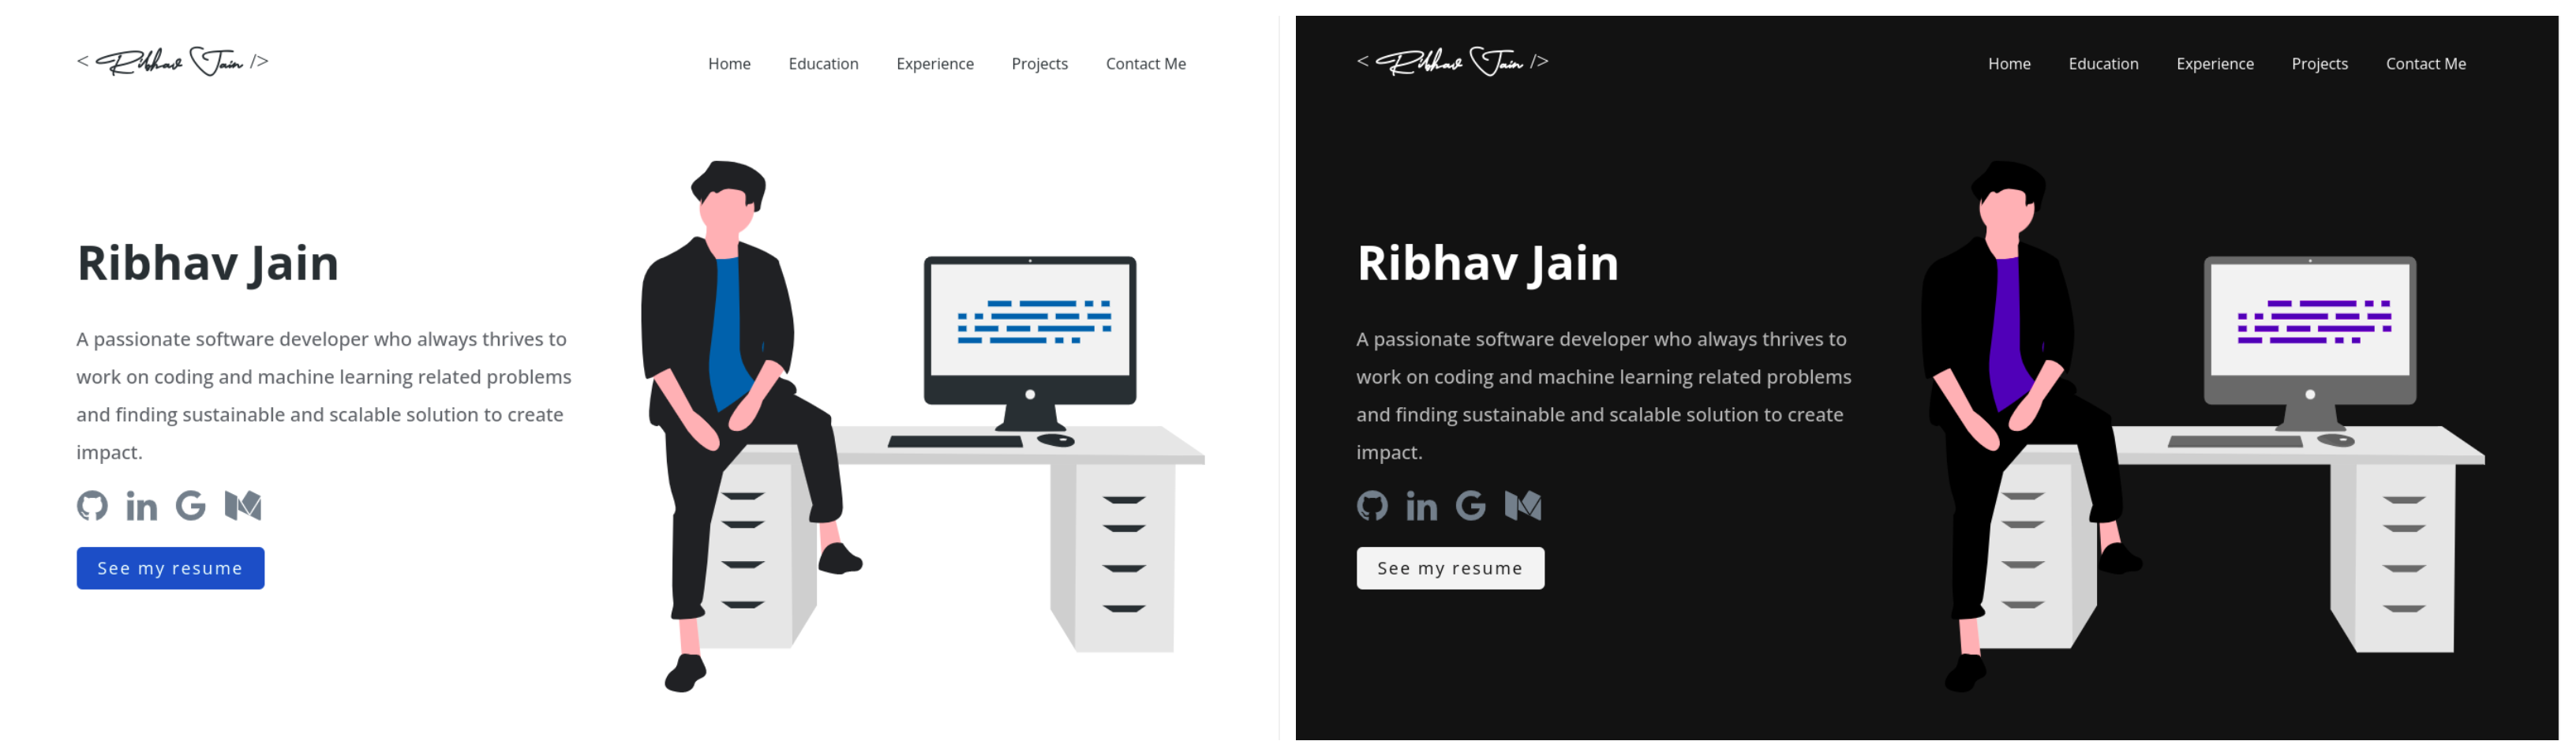 < Ribhav Jain />
Home Education Experience Projects Contact Me
Ribhav Jain
A passionate software developer who always thrives to
work on coding and machine learning related problems
and finding sustainable and scalable solution to create
impact.
See my resume
< Ribhav Jain />
Home Education Experience Projects Contact Me
Ribhav Jain
A passionate software developer who always thrives to
work on coding and machine learning related problems
and finding sustainable and scalable solution to create
impact.
See my resume